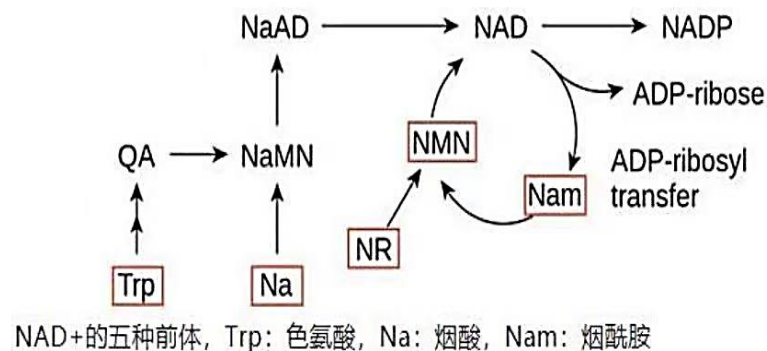 NaAD NAD NADP
ADP-ribose
NMN
QA NaMN ADP-ribosyl
transfer
Nam
NR
Trp Na
NAD+的五种前体，Trp：色氨酸，Na：烟酸，Nam：烟酰胺